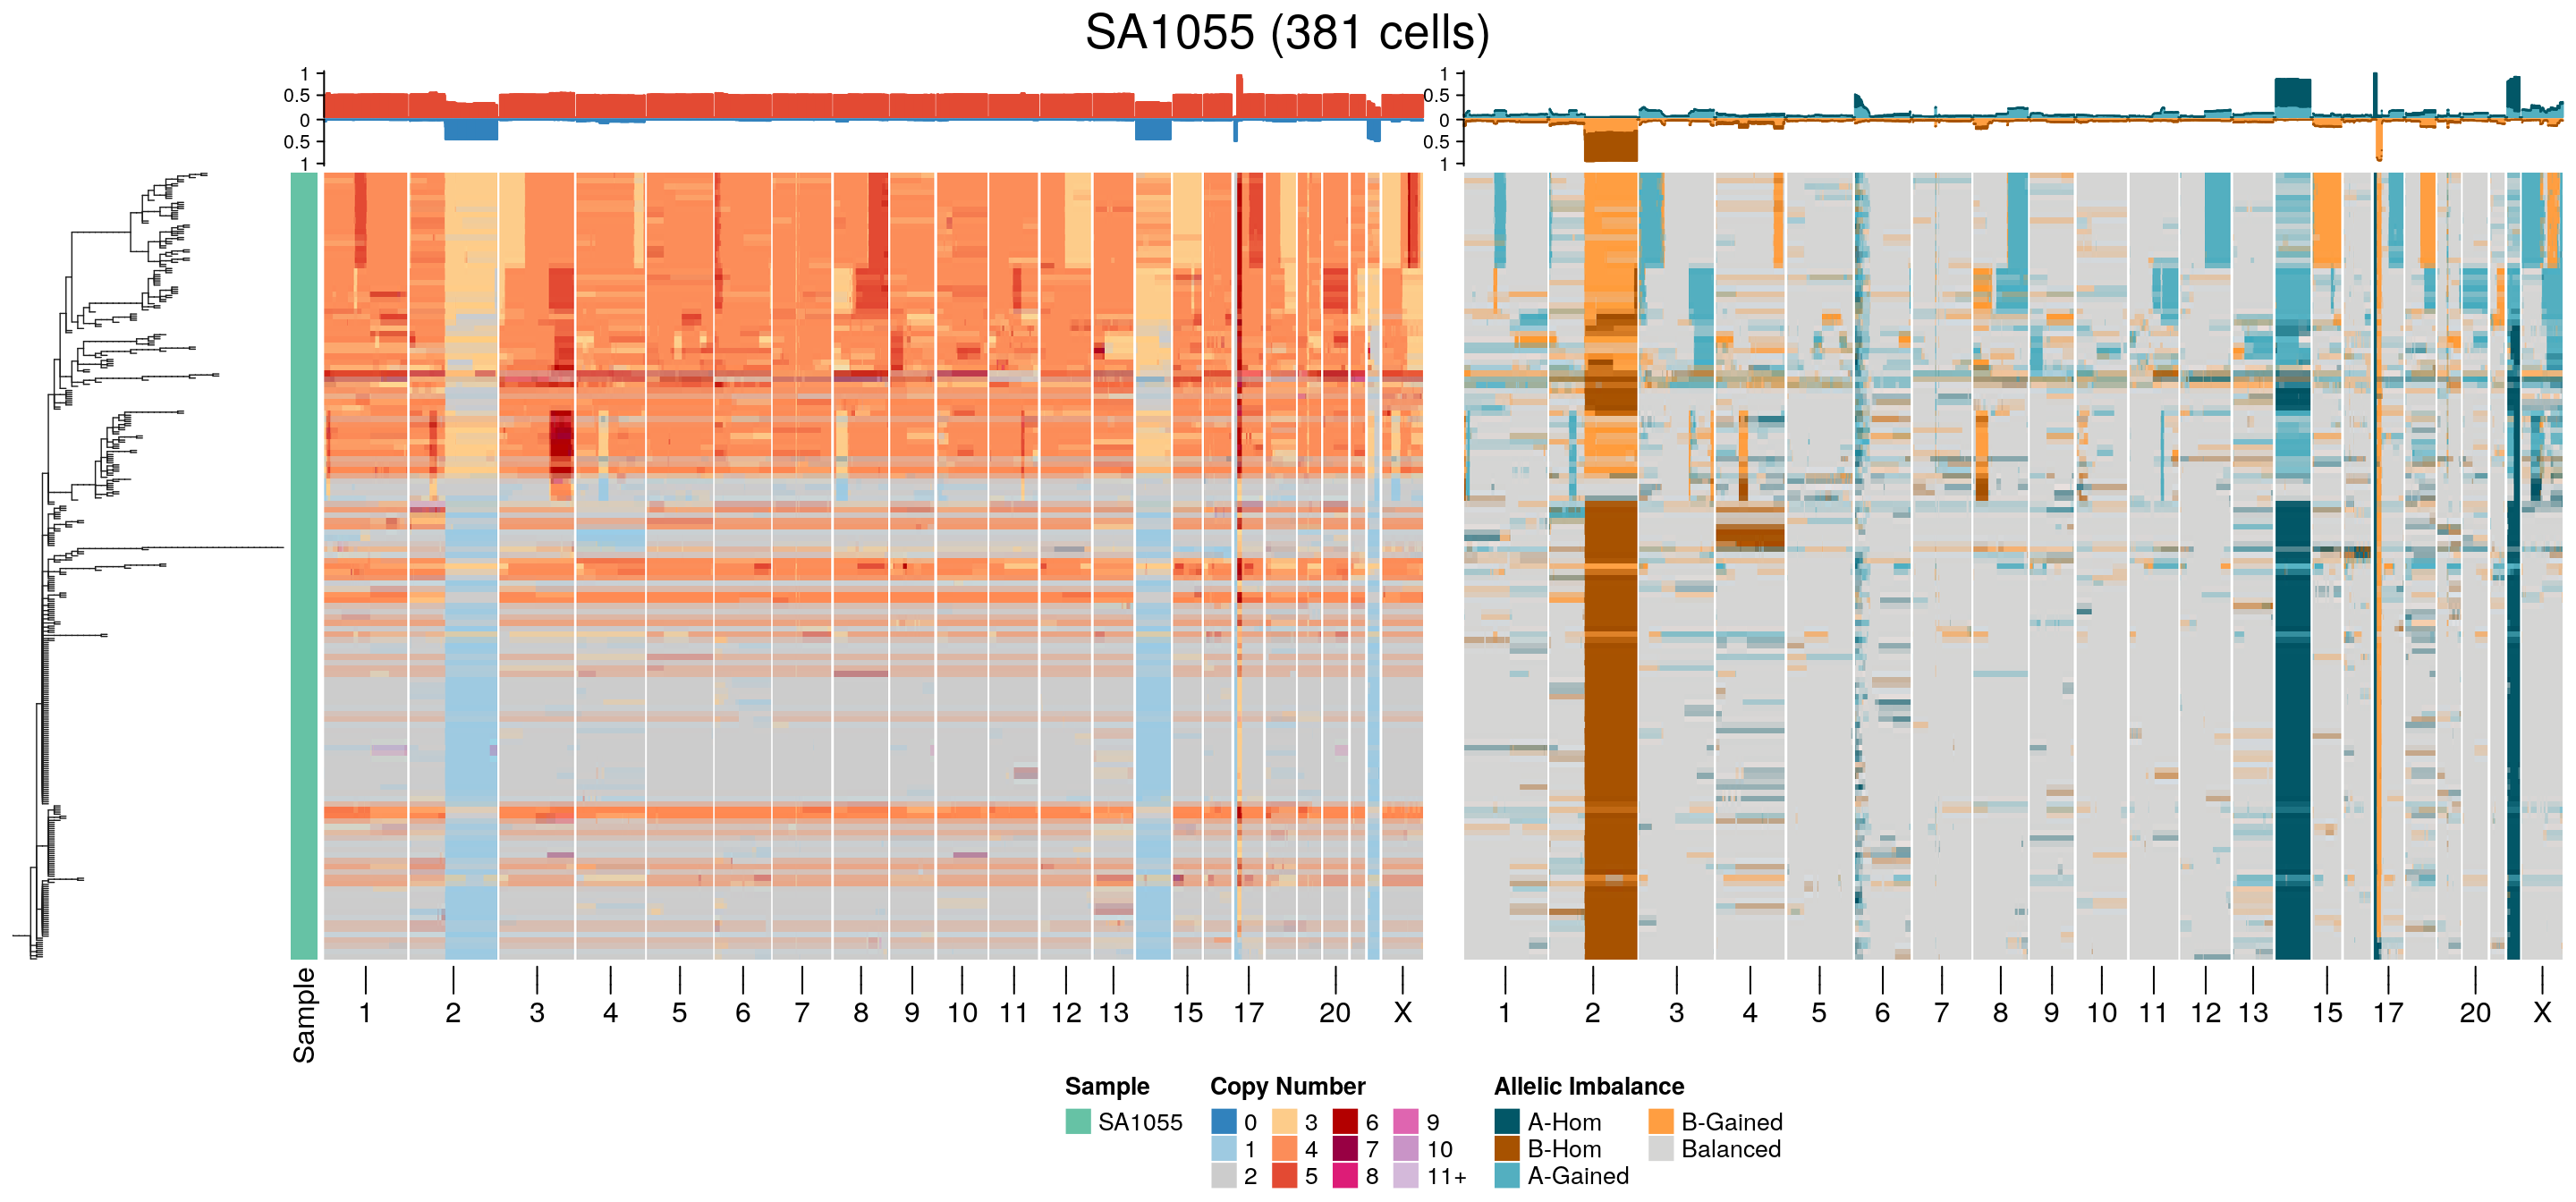 SA1055 (381 cells)
1
0.5
0
0.5
1
1
0.5
0
0.5
1
Sample
1 2 3 4 5 6 7 8 9 10 11 12 13 15 17 20 X
1 2 3 4 5 6 7 8 9 10 11 12 13 15 17 20 X
Sample Copy Number Allelic Imbalance
SA1055 0 3 6 9 A-Hom B-Gained
1 4 7 10 B-Hom Balanced
2 5 8 11+ A-Gained